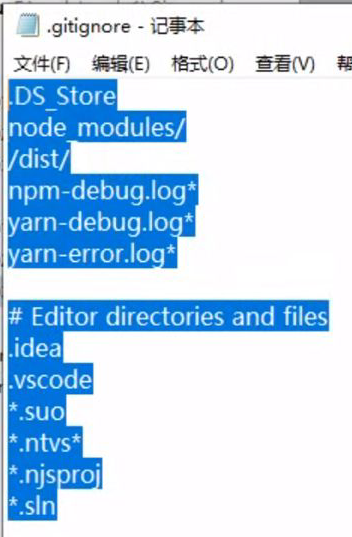 .gitignore - 记事本
文件(F) 编辑(E) 格式(O) 查看(V)
.DS_Store
node_modules/
/dist/
npm-debug.log*
yarn-debug.log*
yarn-error.log*
# Editor directories and files
.idea
.vscode
*.suo
*.ntvs*
*.njsproj
*.sln